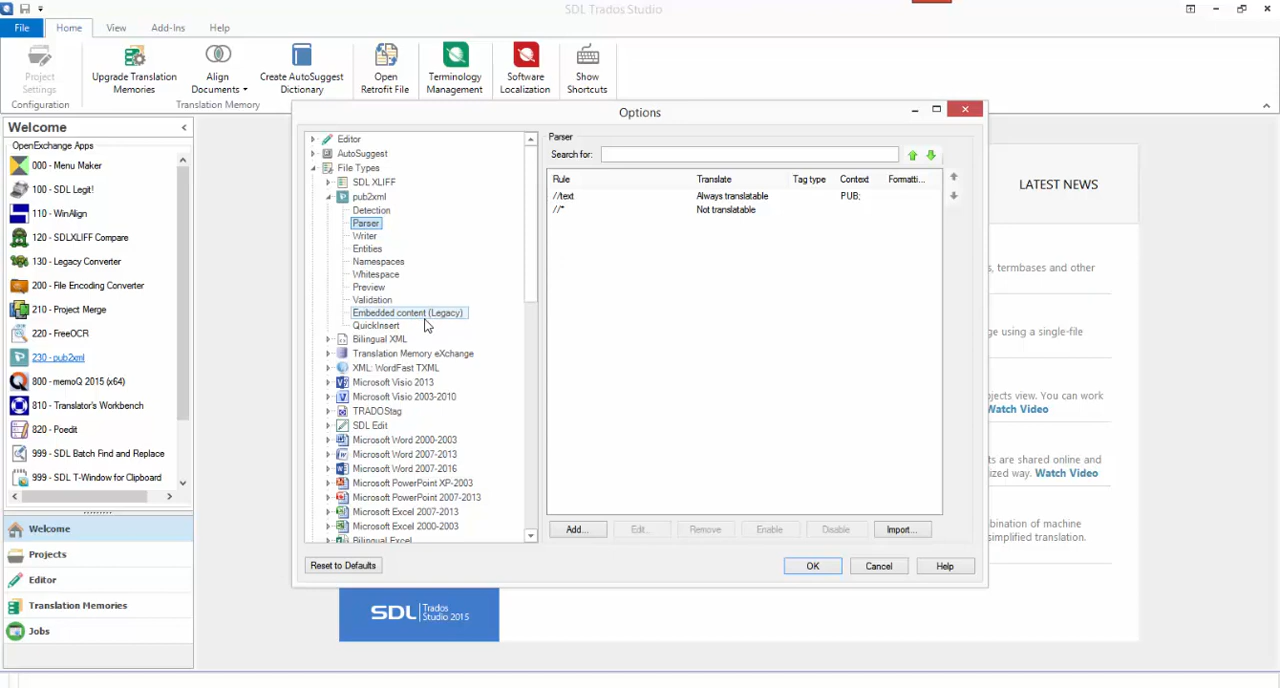 SDL Trados Studio
File
Home
View
Add-Ins
Help
Project Settings
Upgrade Translation Memories
Align Documents
Create AutoSuggest Dictionary
Open Retrofit File
Terminology Management
Software Localization
Show Shortcuts
Configuration
Translation Memory
Welcome
OpenExchange Apps
000 - Menu Maker
100 - SDL Legit!
110 - WinAlign
120 - SDLXLIFF Compare
130 - Legacy Converter
200 - File Encoding Converter
210 - Project Merge
220 - FreeOCR
230 - pub2xml
800 - memoQ 2015 (x64)
810 - Translator's Workbench
820 - Poedit
999 - SDL Batch Find and Replace
999 - SDL T-Window for Clipboard
Welcome
Projects
Editor
Translation Memories
Jobs
Options
Editor
AutoSuggest
File Types
SDL XLIFF
pub2xml
Detection
Parser
Writer
Entities
Namespaces
Whitespace
Preview
Validation
Embedded content (Legacy)
QuickInsert
Bilingual XML
Translation Memory eXchange
XML: WordFast TXML
Microsoft Visio 2013
Microsoft Visio 2003-2010
TRADOStag
SDL Edit
Microsoft Word 2000-2003
Microsoft Word 2007-2013
Microsoft Word 2007-2016
Microsoft PowerPoint XP-2003
Microsoft PowerPoint 2007-2013
Microsoft Excel 2007-2013
Microsoft Excel 2000-2003
Bilingual Excel
Parser
Search for:
Rule Translate Tag type Context Formatti...
//text Always translatable PUB;
//* Not translatable
Add... Edit... Remove Enable Disable Import...
Reset to Defaults
OK Cancel Help
LATEST NEWS
s, termbases and other
ge using a single-file
ojects view. You can work
Watch Video
ts are shared online and
ized way. Watch Video
mbination of machine
simplified translation.
SDL Trados Studio 2015